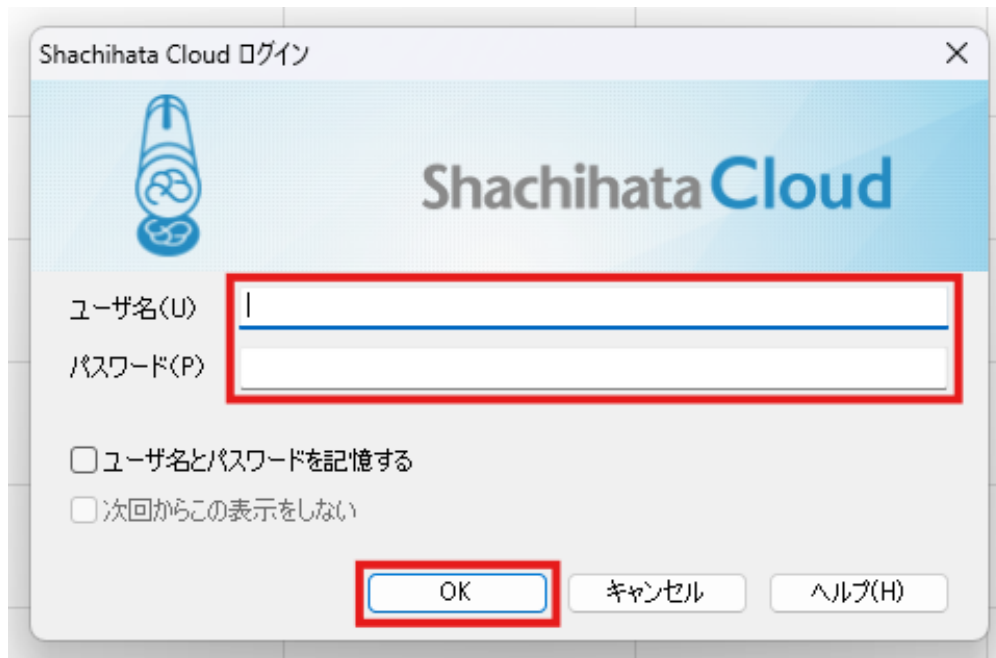 Shachihata Cloud ログイン
Shachihata Cloud
ユーザ名(U)
パスワード(P)
ユーザ名とパスワードを記憶する
次回からこの表示をしない
OK キャンセル ヘルプ(H)